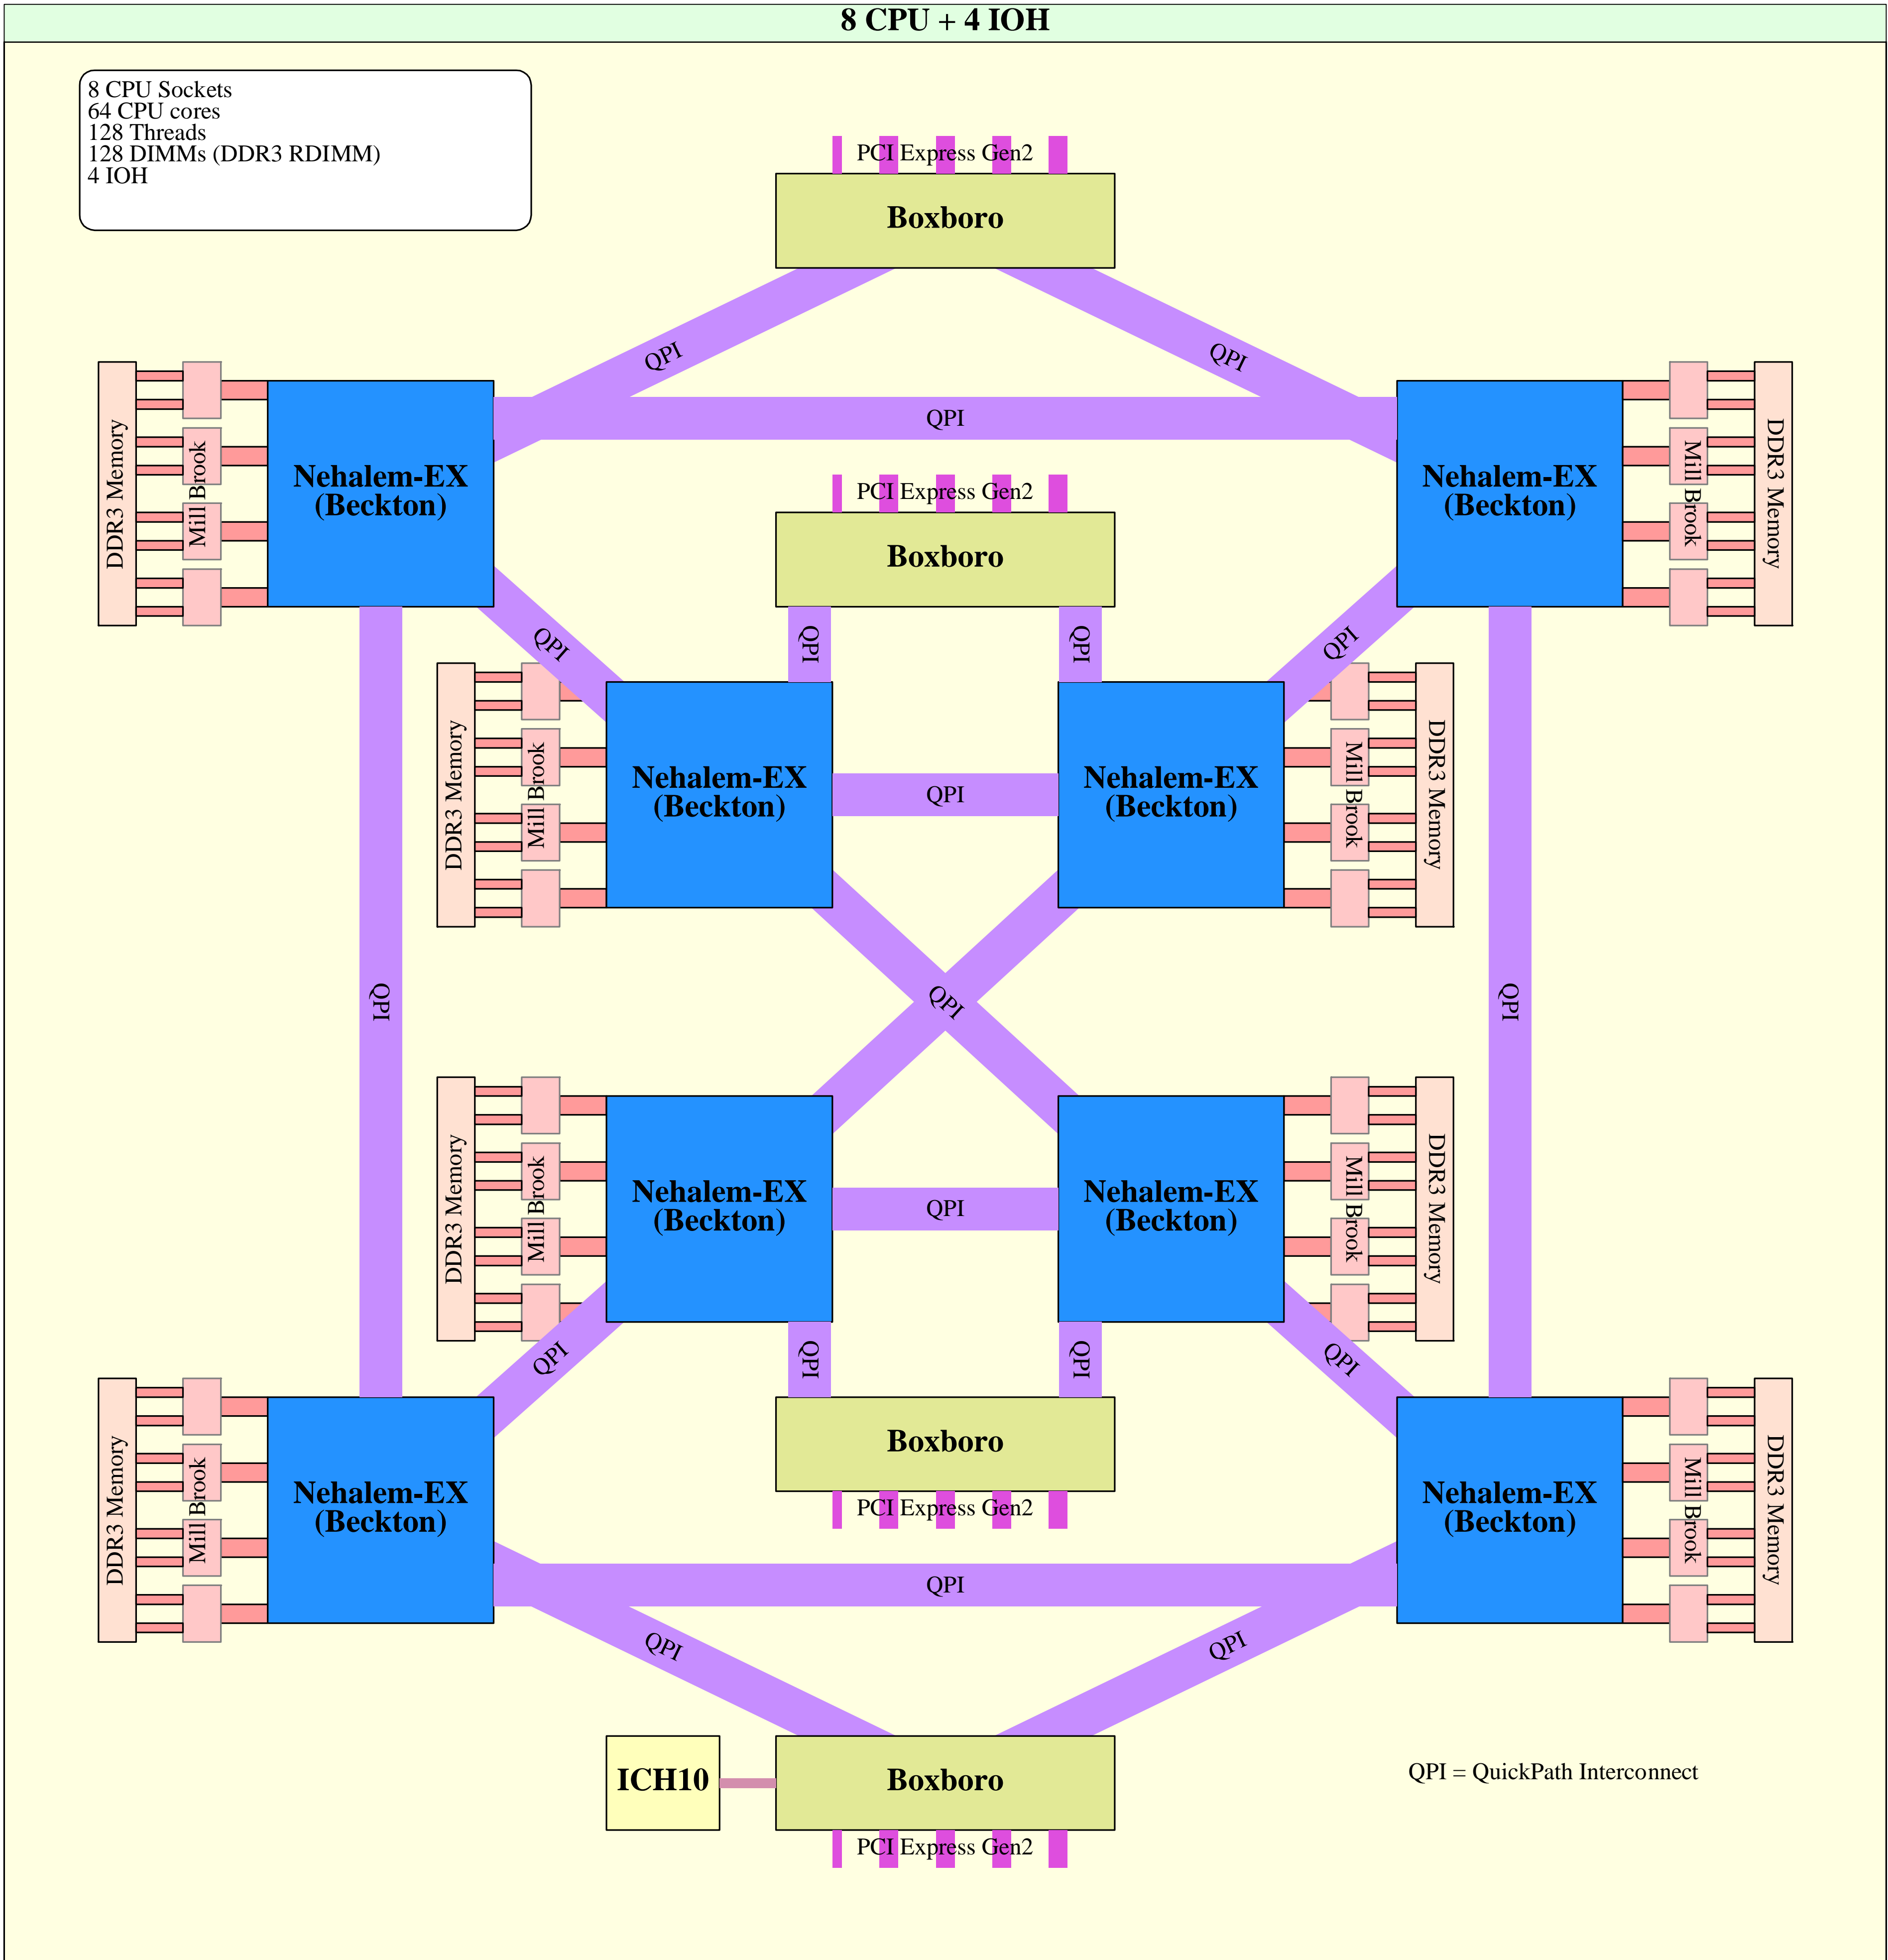 8 CPU + 4 IOH
8 CPU Sockets
64 CPU cores
128 Threads
128 DIMMs (DDR3 RDIMM)
4 IOH
PCI Express Gen2
Boxboro
QPI
QPI
QPI
DDR3 Memory
Mill Brook
Nehalem-EX
(Beckton)
Nehalem-EX
(Beckton)
Mill Brook
DDR3 Memory
PCI Express Gen2
Boxboro
QPI
QPI
QPI
QPI
DDR3 Memory
Mill Brook
Nehalem-EX
(Beckton)
QPI
Nehalem-EX
(Beckton)
Mill Brook
DDR3 Memory
QPI
QPI
QPI
DDR3 Memory
Mill Brook
Nehalem-EX
(Beckton)
QPI
Nehalem-EX
(Beckton)
Mill Brook
DDR3 Memory
QPI
QPI
QPI
QPI
Boxboro
PCI Express Gen2
DDR3 Memory
Mill Brook
Nehalem-EX
(Beckton)
Nehalem-EX
(Beckton)
Mill Brook
DDR3 Memory
QPI
QPI
QPI
ICH10
Boxboro
PCI Express Gen2
QPI = QuickPath Interconnect